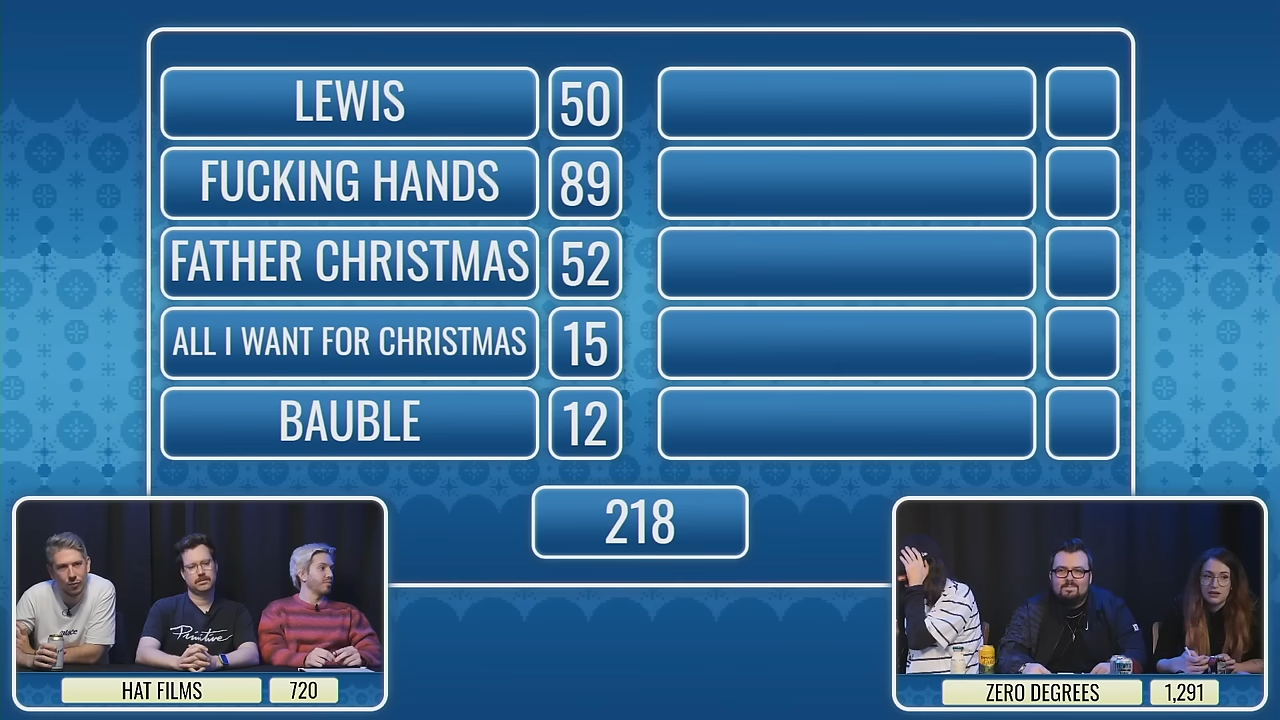 LEWIS 50
FUCKING HANDS 89
FATHER CHRISTMAS 52
ALL I WANT FOR CHRISTMAS 15
BAUBLE 12
218
Primitive
HAT FILMS 720
ZERO DEGREES 1,291